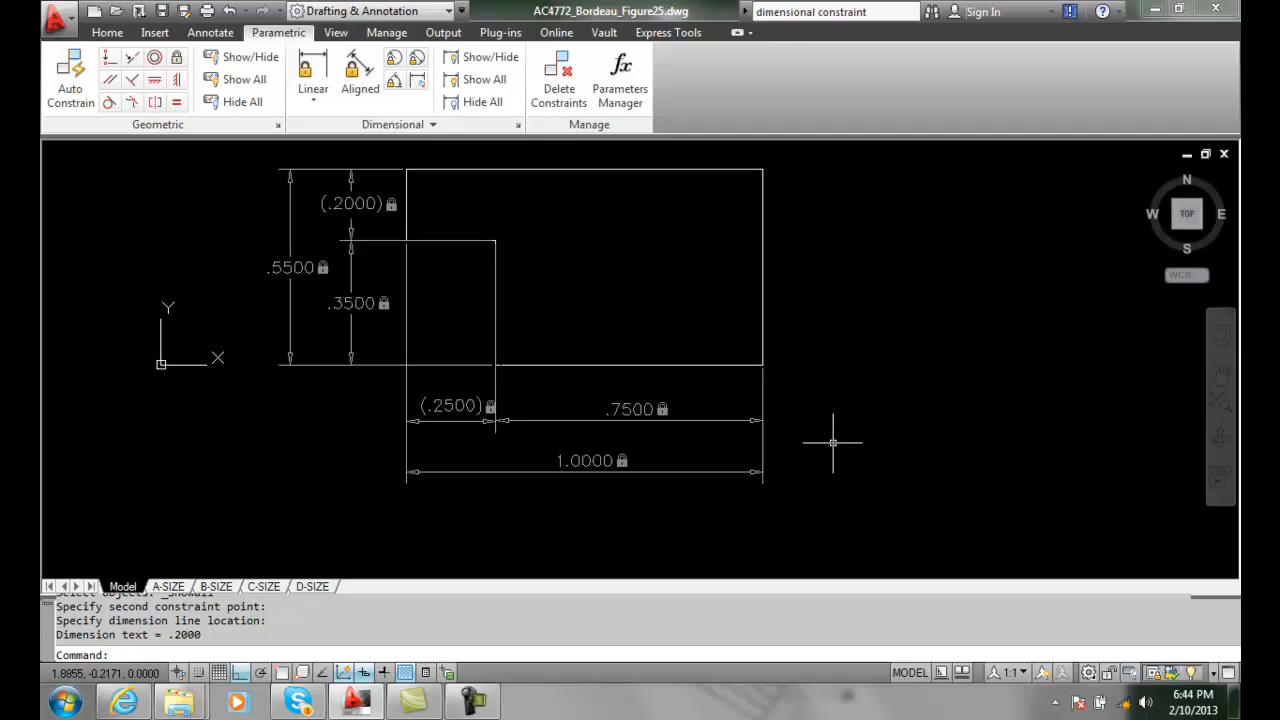 Drafting & Annotation
AC4772_Bordeau_Figure25.dwg
dimensional constraint
Sign In
Home Insert Annotate Parametric View Manage Output Plug-ins Online Vault Express Tools
Auto Constrain
Show/Hide
Show All
Hide All
Geometric
Linear
Aligned
Show/Hide
Show All
Hide All
Dimensional
Delete Constraints
fx
Parameters Manager
Manage
N
W TOP E
S
WCS
(.2000)
.5500
.3500
Y
X
(.2500)
.7500
1.0000
Model A-SIZE B-SIZE C-SIZE D-SIZE
Specify second constraint point:
Specify dimension line location:
Dimension text = .2000
Command:
1.8855, -0.2171, 0.0000
MODEL
1:1
6:44 PM
2/10/2013